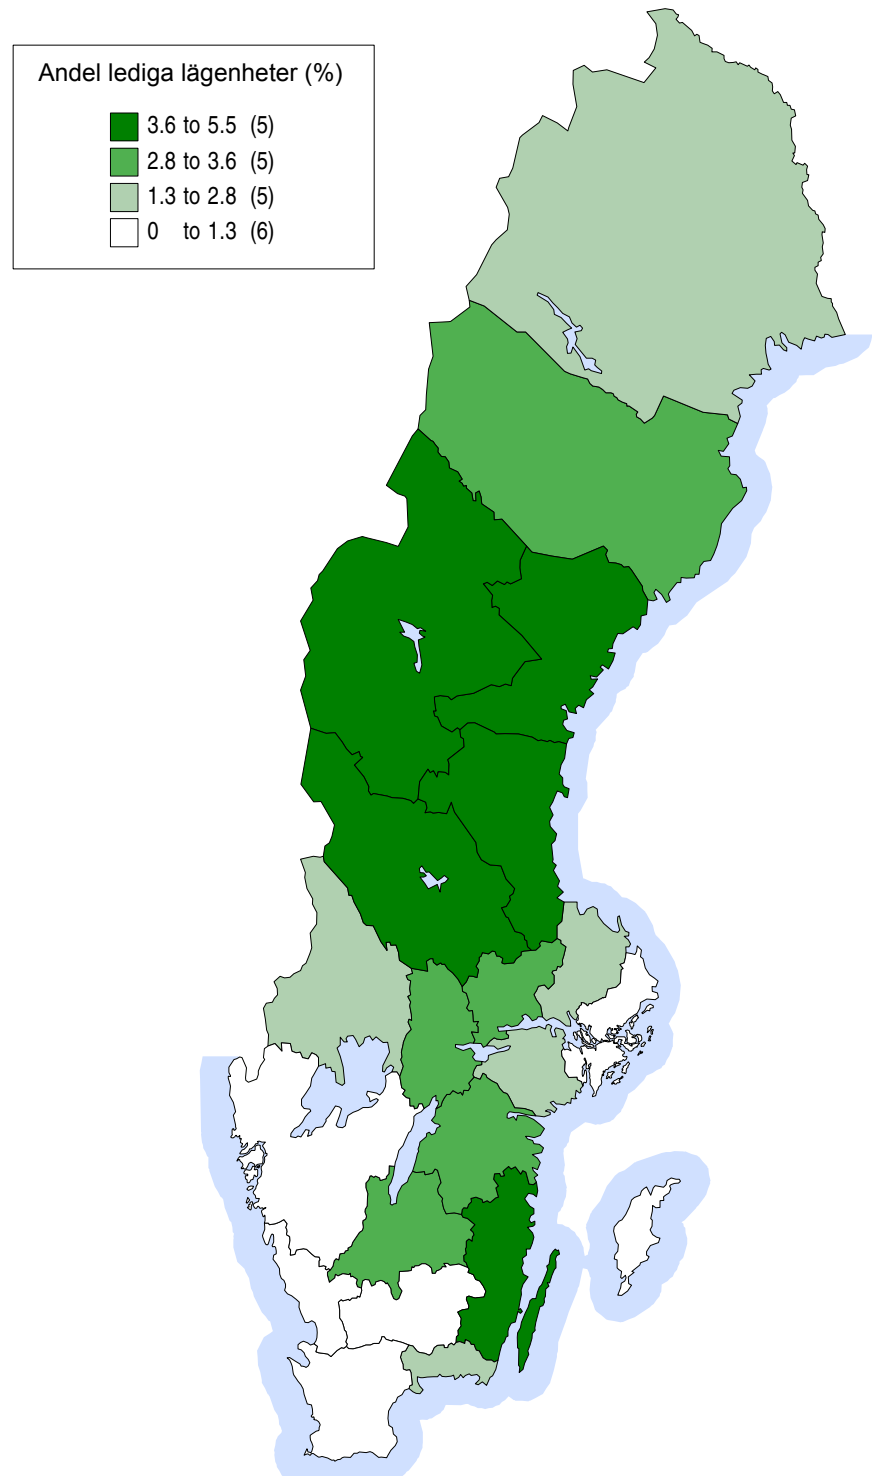 Andel lediga lägenheter (%)
3.6 to 5.5 (5)
2.8 to 3.6 (5)
1.3 to 2.8 (5)
0 to 1.3 (6)